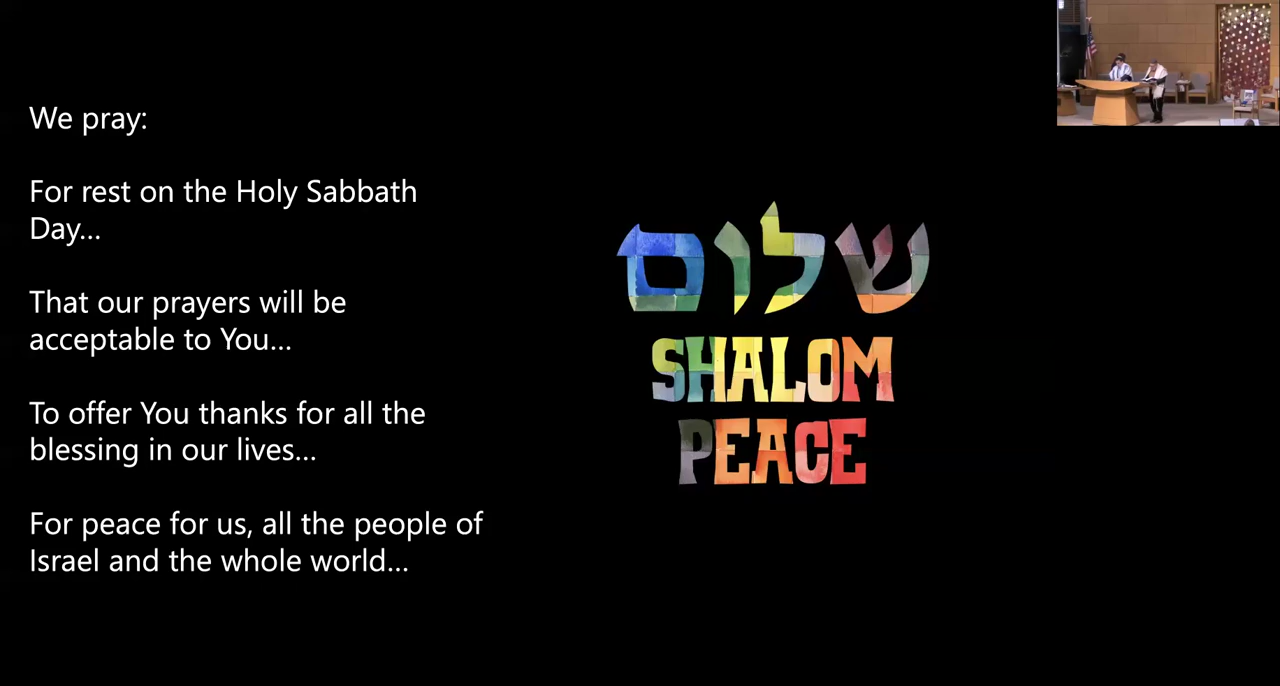 We pray:
For rest on the Holy Sabbath
Day...
That our prayers will be
acceptable to You...
To offer You thanks for all the
blessing in our lives...
For peace for us, all the people of
Israel and the whole world...
שלום
SHALOM
PEACE